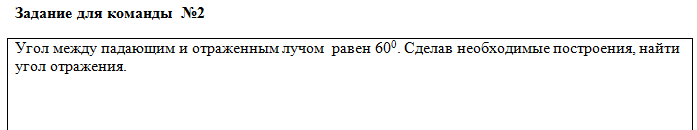 Задание для команды №2
Угол между падающим и отраженным лучом равен 60⁰. Сделав необходимые построения, найти
угол отражения.